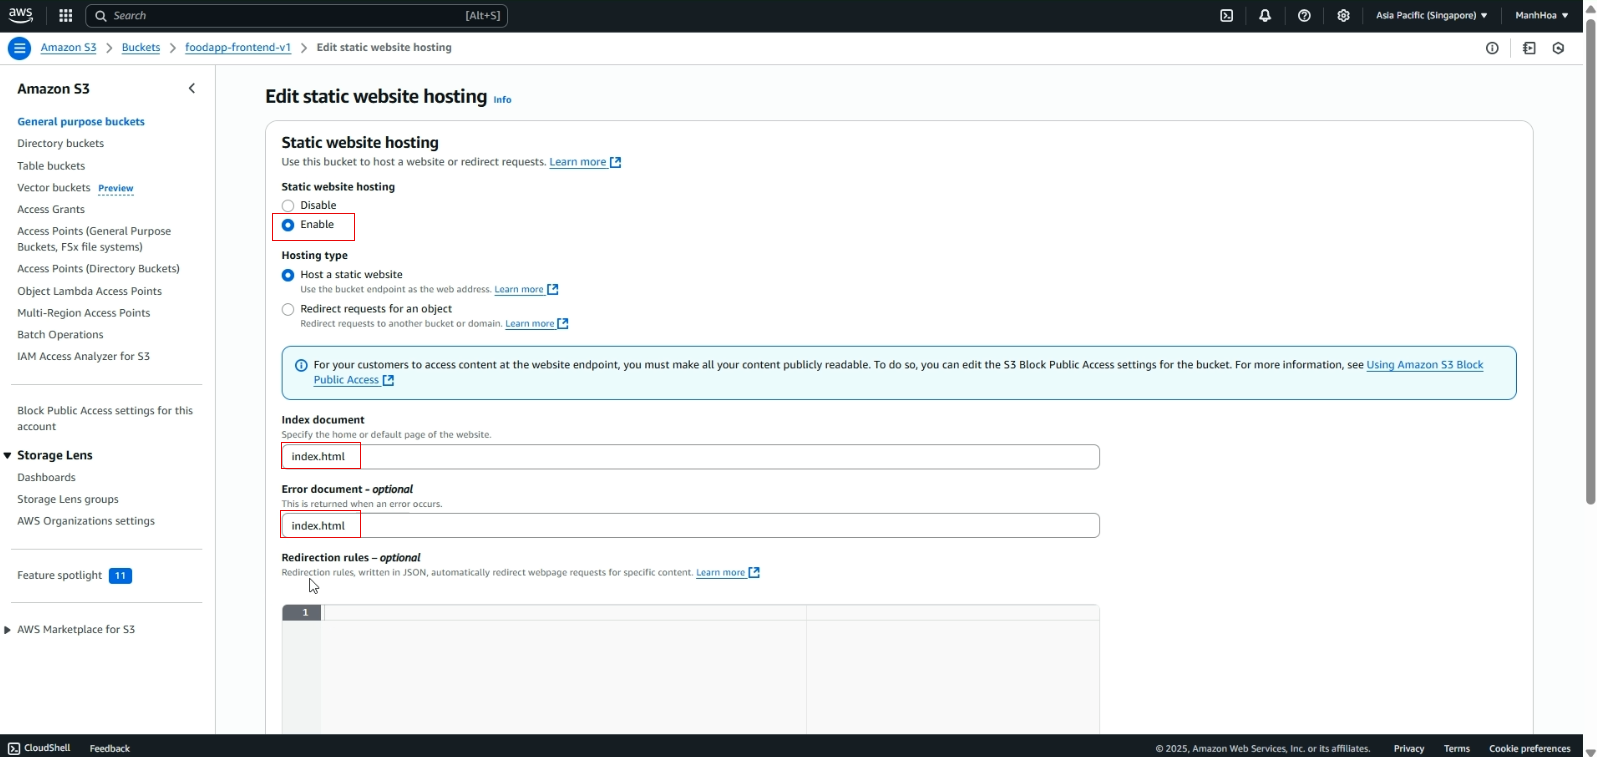 aws
Search
[Alt+S]
Asia Pacific (Singapore)
ManhHoa
Amazon S3
Buckets
foodapp-frontend-v1
Edit static website hosting
Amazon S3
General purpose buckets
Directory buckets
Table buckets
Vector buckets Preview
Access Grants
Access Points (General Purpose
Buckets, FSx file systems)
Access Points (Directory Buckets)
Object Lambda Access Points
Multi-Region Access Points
Batch Operations
IAM Access Analyzer for S3
Block Public Access settings for this
account
Storage Lens
Dashboards
Storage Lens groups
AWS Organizations settings
Feature spotlight 11
AWS Marketplace for S3
Edit static website hosting Info
Static website hosting
Use this bucket to host a website or redirect requests. Learn more
Static website hosting
Disable
Enable
Hosting type
Host a static website
Use the bucket endpoint as the web address. Learn more
Redirect requests for an object
Redirect requests to another bucket or domain. Learn more
For your customers to access content at the website endpoint, you must make all your content publicly readable. To do so, you can edit the S3 Block Public Access settings for the bucket. For more information, see Using Amazon S3 Block
Public Access
Index document
Specify the home or default page of the website.
index.html
Error document - optional
This is returned when an error occurs.
index.html
Redirection rules – optional
Redirection rules, written in JSON, automatically redirect webpage requests for specific content. Learn more
1
CloudShell
Feedback
© 2025, Amazon Web Services, Inc. or its affiliates.
Privacy
Terms
Cookie preferences